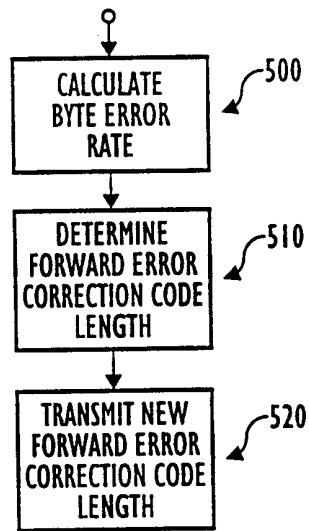 CALCULATE
BYTE ERROR
RATE
500
DETERMINE
FORWARD ERROR
CORRECTION CODE
LENGTH
510
TRANSMIT NEW
FORWARD ERROR
CORRECTION CODE
LENGTH
520